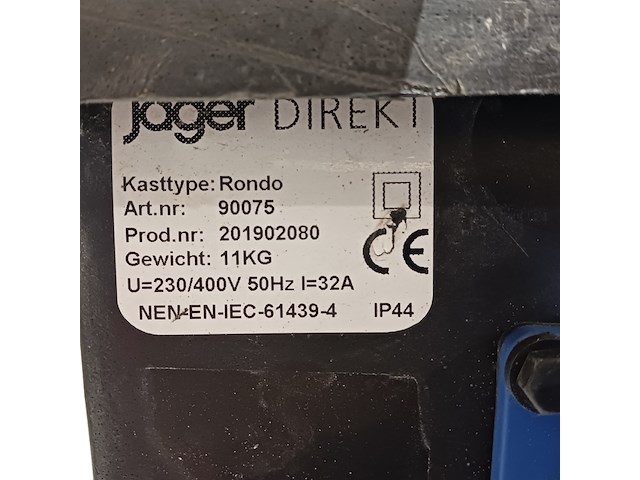 Jäger DIREKT
Kasttype: Rondo
Art.nr: 90075
Prod.nr: 201902080
Gewicht: 11KG
CE
U=230/400V 50Hz I=32A
NEN-EN-IEC-61439-4 IP44